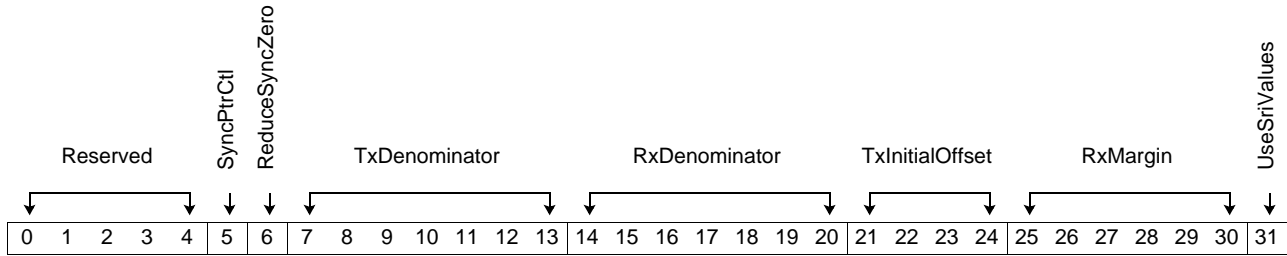 Reserved SyncPtrCtl ReduceSyncZero TxDenominator RxDenominator TxInitialOffset RxMargin UseSriValues
0 1 2 3 4 5 6 7 8 9 10 11 12 13 14 15 16 17 18 19 20 21 22 23 24 25 26 27 28 29 30 31